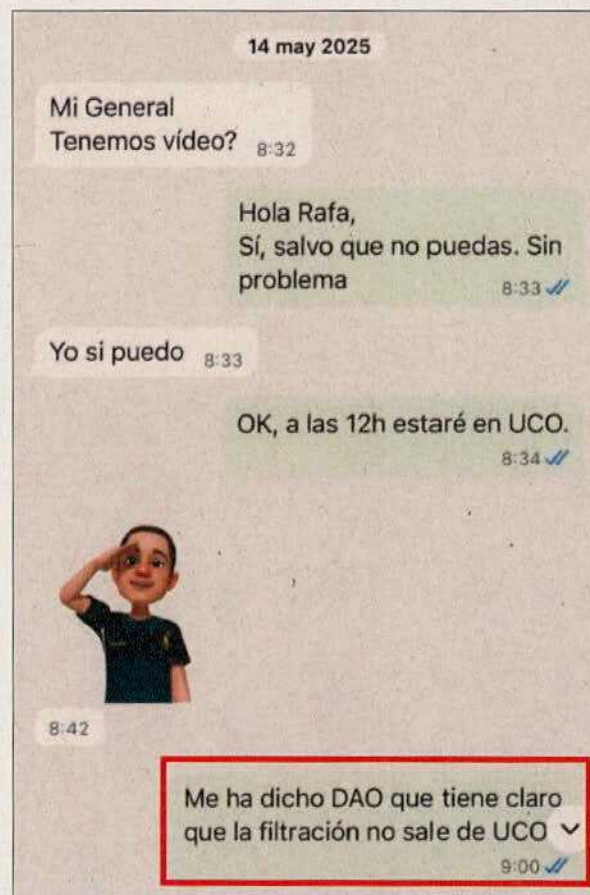 14 may 2025
Mi General
Tenemos vídeo? 8:32
Hola Rafa,
Sí, salvo que no puedas. Sin
problema 8:33
Yo si puedo 8:33
OK, a las 12h estaré en UCO.
8:34
8:42
Me ha dicho DAO que tiene claro
que la filtración no sale de UCO
9:00